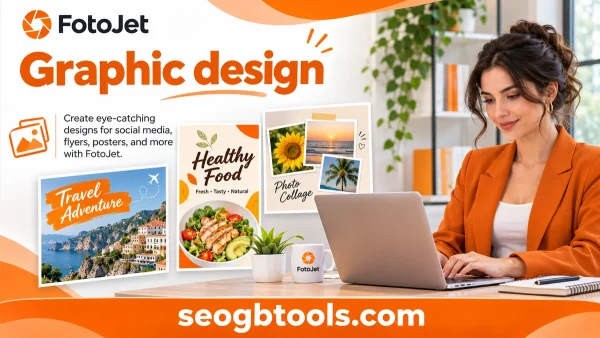 FotoJet
Graphic design
Create eye-catching
designs for social media,
flyers, posters, and more
with FotoJet.
Travel
Adventure
Healthy
Food
Fresh • Tasty • Natural
Photo
Collage
FotoJet
seogbtools.com